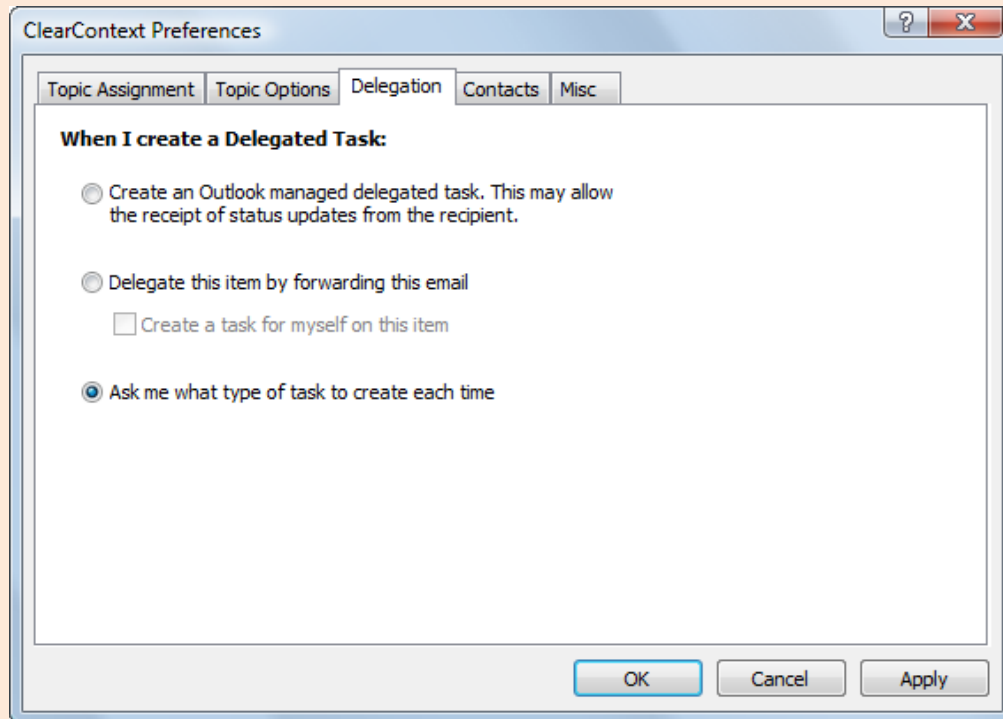 ClearContext Preferences
?
X
Topic Assignment
Topic Options
Delegation
Contacts
Misc
When I create a Delegated Task:
Create an Outlook managed delegated task. This may allow
the receipt of status updates from the recipient.
Delegate this item by forwarding this email
Create a task for myself on this item
Ask me what type of task to create each time
OK
Cancel
Apply